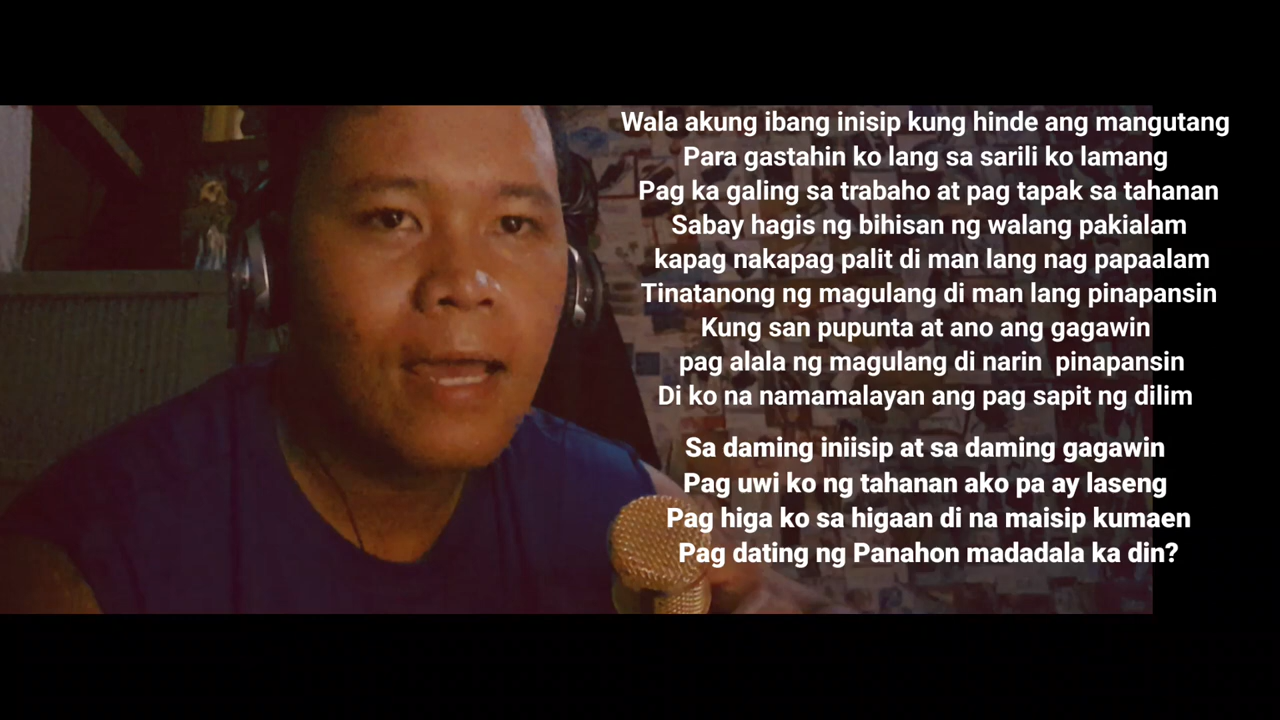 Wala akung ibang inisip kung hinde ang mangutang
Para gastahin ko lang sa sarili ko lamang
Pag ka galing sa trabaho at pag tapak sa tahanan
Sabay hagis ng bihisan ng walang pakialam
kapag nakapag palit di man lang nag papaalam
Tinatanong ng magulang di man lang pinapansin
Kung san pupunta at ano ang gagawin
pag alala ng magulang di narin pinapansin
Di ko na namamalayan ang pag sapit ng dilim
Sa daming iniisip at sa daming gagawin
Pag uwi ko ng tahanan ako pa ay laseng
Pag higa ko sa higaan di na maisip kumaen
Pag dating ng Panahon madadala ka din?